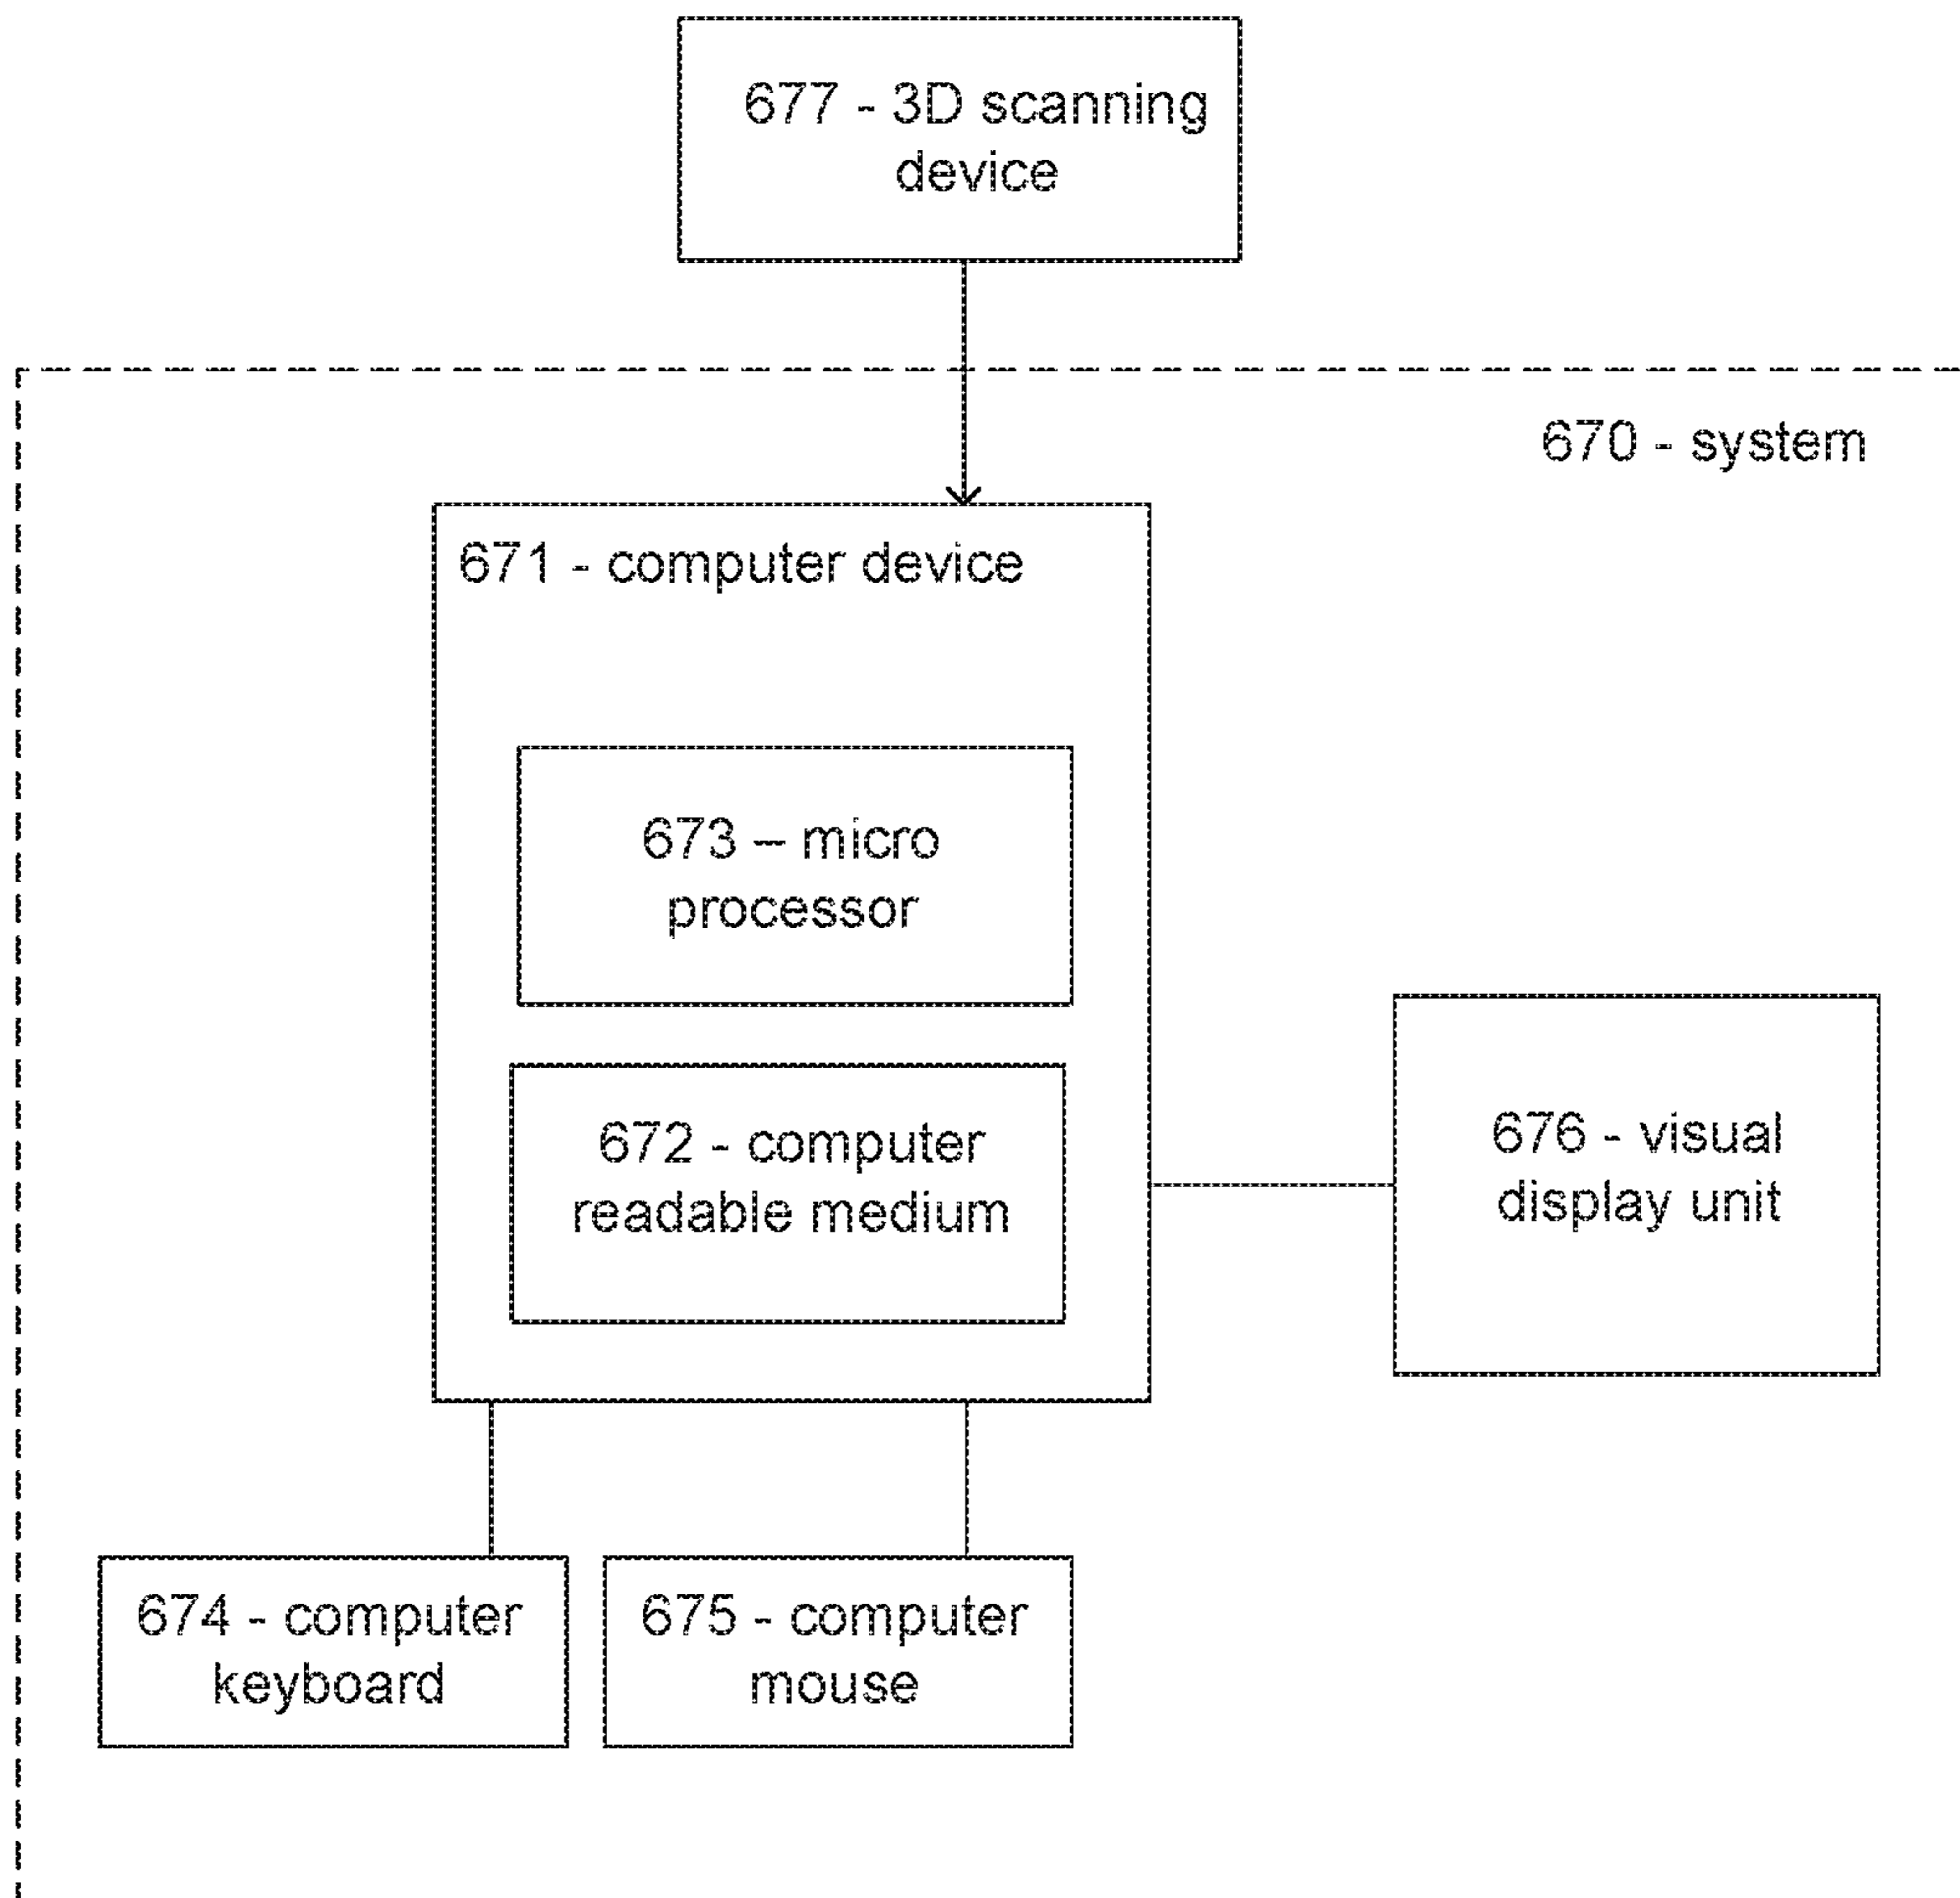 677 - 3D scanning
device
670 - system
671 - computer device
673 – micro
processor
672 - computer
readable medium
676 - visual
display unit
674 - computer
keyboard
675 - computer
mouse